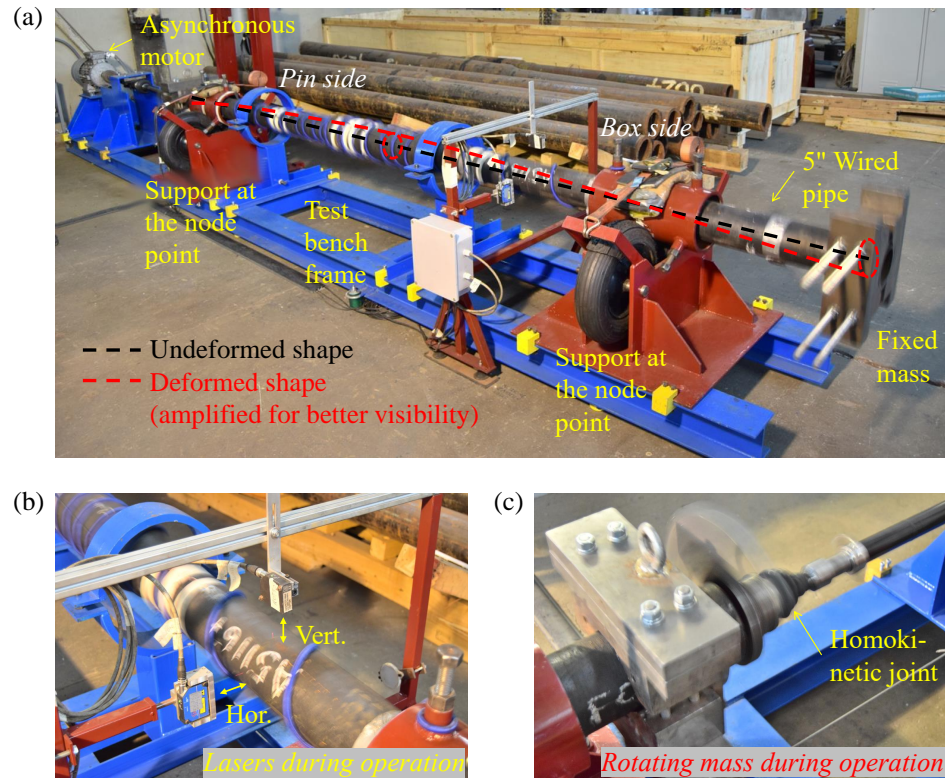 (a)
Asynchronous
motor
Pin side
Box side
5" Wired
pipe
Support at
the node
point
Test
bench
frame
Fixed
mass
Support at
the node
point
Undeformed shape
Deformed shape
(amplified for better visibility)
(b)
Vert.
Hor.
Lasers during operation
(c)
Homoki-
netic joint
Rotating mass during operation